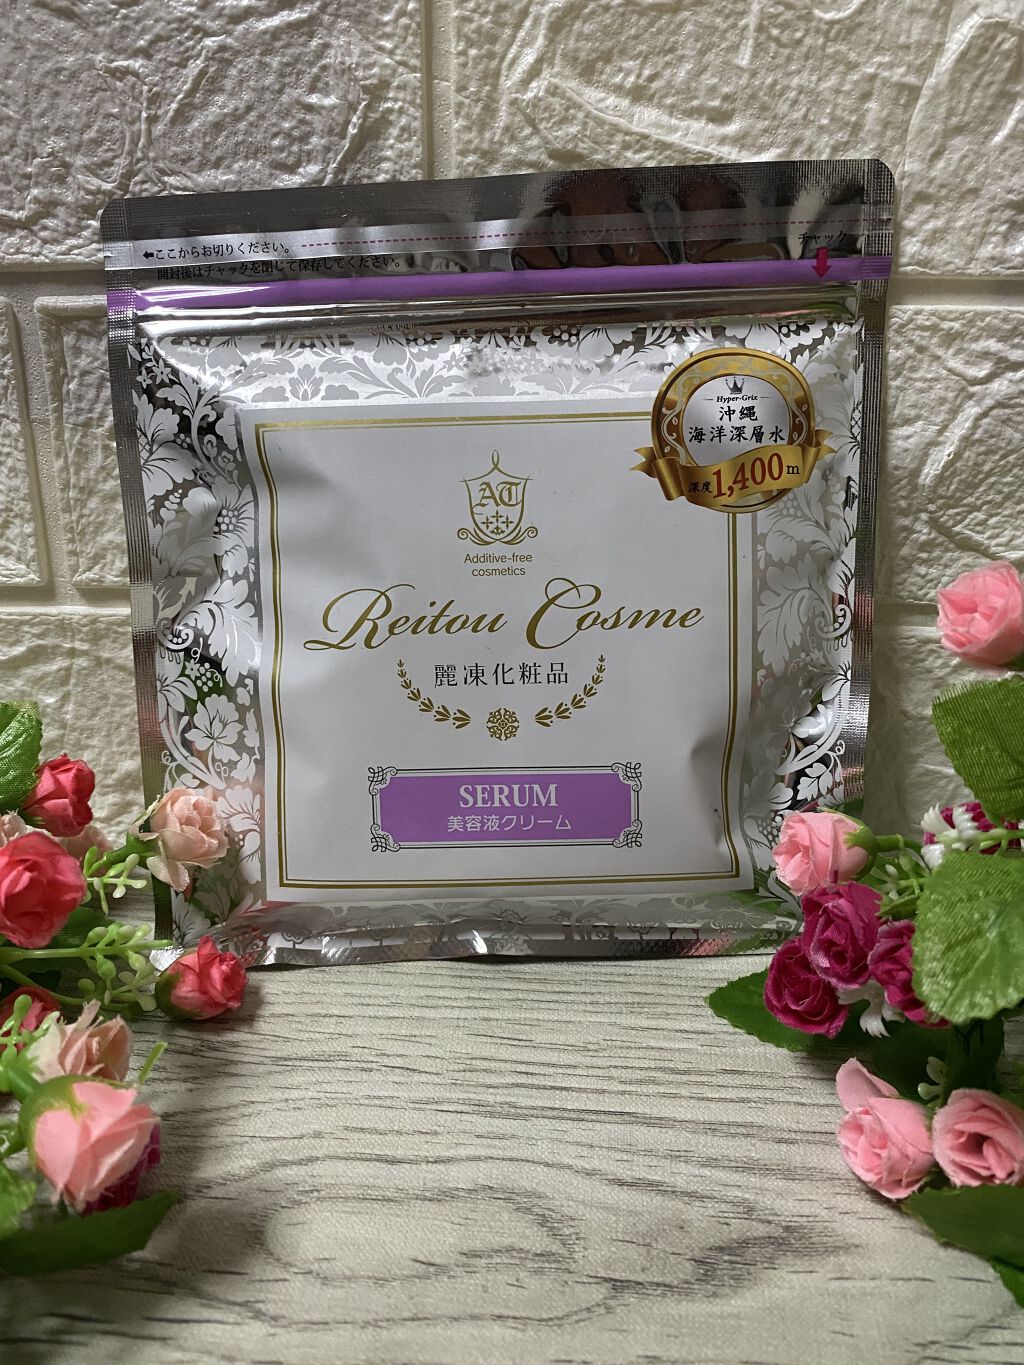 ⬅ここからお切りください。
開封後はチャックを閉じて保存してください。
チャック
Hyper-Grix
沖縄
海洋深層水
深度1,400m
AT
Additive-free
cosmetics
Reitou Cosme
麗凍化粧品
SERUM
美容液クリーム